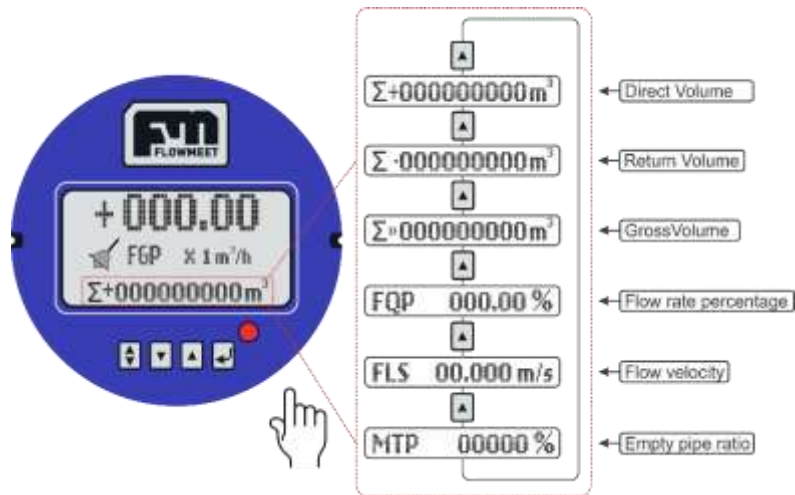 FM
FLOWMEET
+000.00
FGP X 1 m³/h
Σ+000000000m³
Σ+000000000m³
Direct Volume
Σ-000000000m³
Return Volume
Σ»000000000m³
GrossVolume
FQP 000.00 %
Flow rate percentage
FLS 00.000 m/s
Flow velocity
MTP 00000 %
Empty pipe ratio